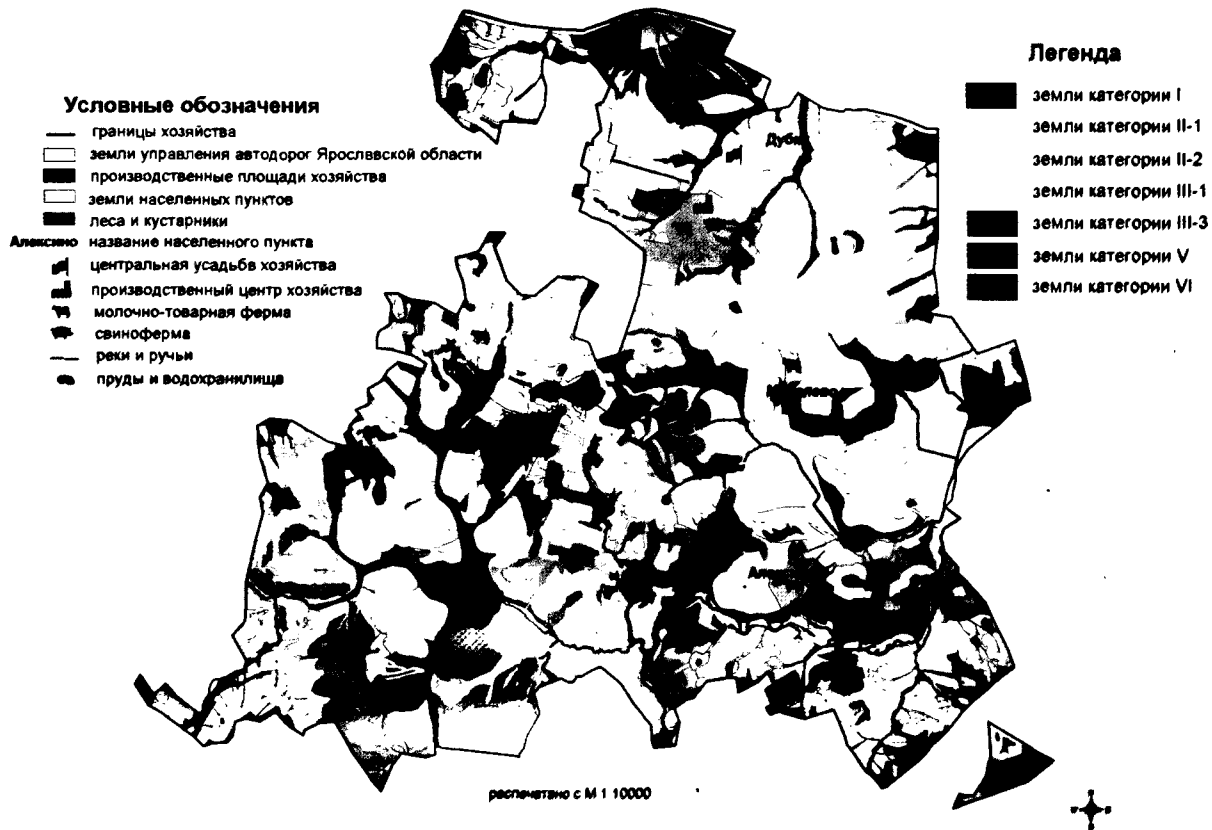 Условные обозначения
границы хозяйства
земли управления автодорог Ярославской области
производственные площади хозяйства
земли населенных пунктов
леса и кустарники
Алексино название населенного пункта
центральная усадьба хозяйства
производственный центр хозяйства
молочно-товарная ферма
свиноферма
реки и ручьи
пруды и водохранилища
Легенда
земли категории I
земли категории II-1
земли категории II-2
земли категории III-1
земли категории III-3
земли категории V
земли категории VI
распечатано с М 1 10000